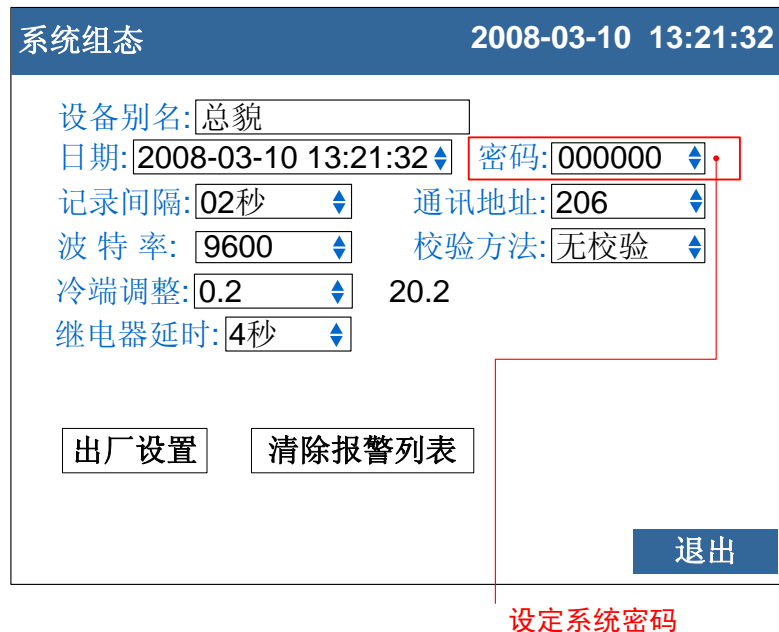 系统组态 2008-03-10 13:21:32
设备别名: 总貌
日期: 2008-03-10 13:21:32 密码: 000000
记录间隔: 02秒 通讯地址: 206
波 特 率: 9600 校验方法: 无校验
冷端调整: 0.2 20.2
继电器延时: 4秒
出厂设置 清除报警列表
退出
设定系统密码